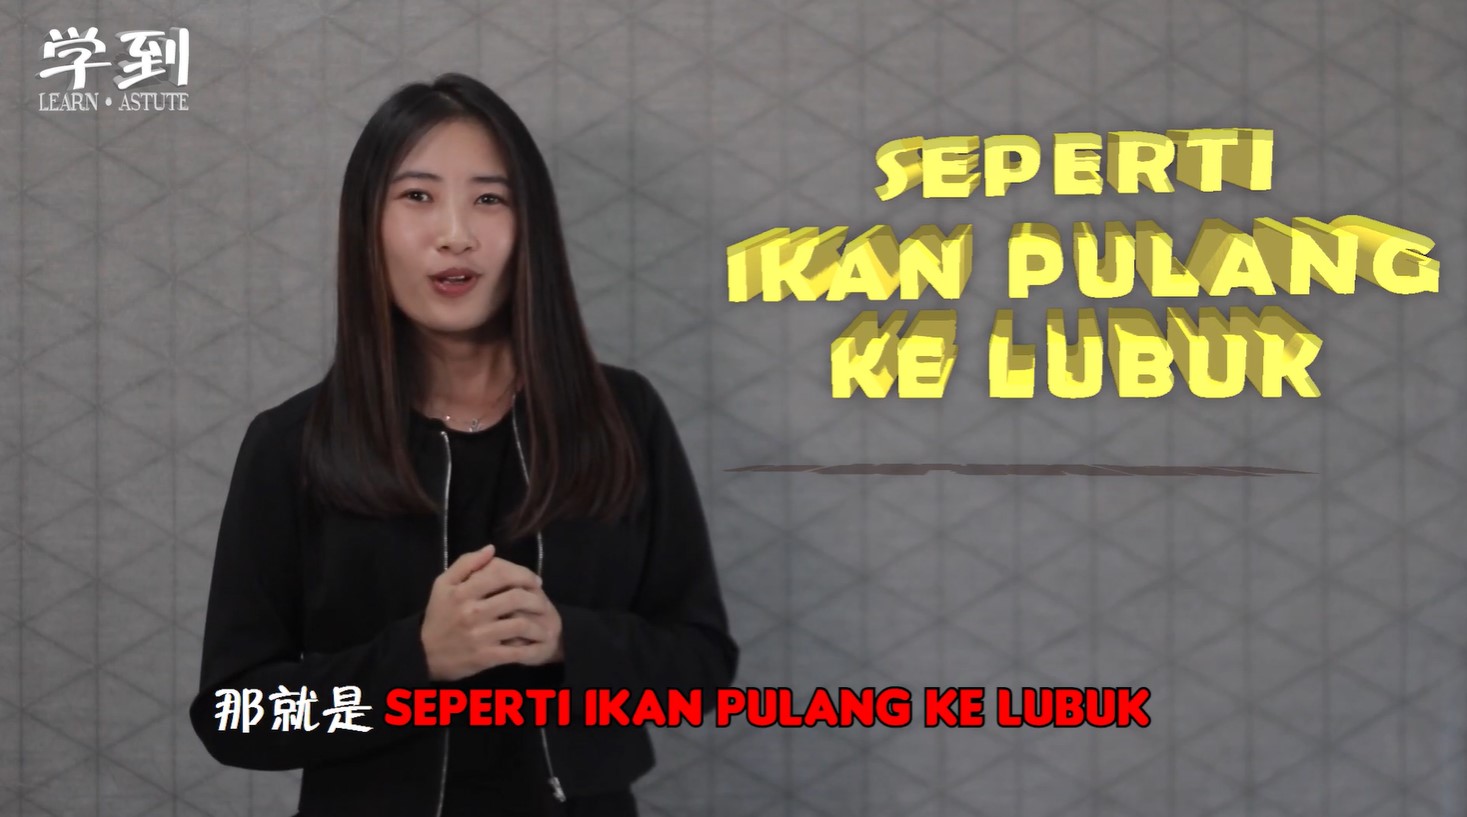 学到
LEARN • ASTUTE
SEPERTI
IKAN PULANG
KE LUBUK
那就是 SEPERTI IKAN PULANG KE LUBUK